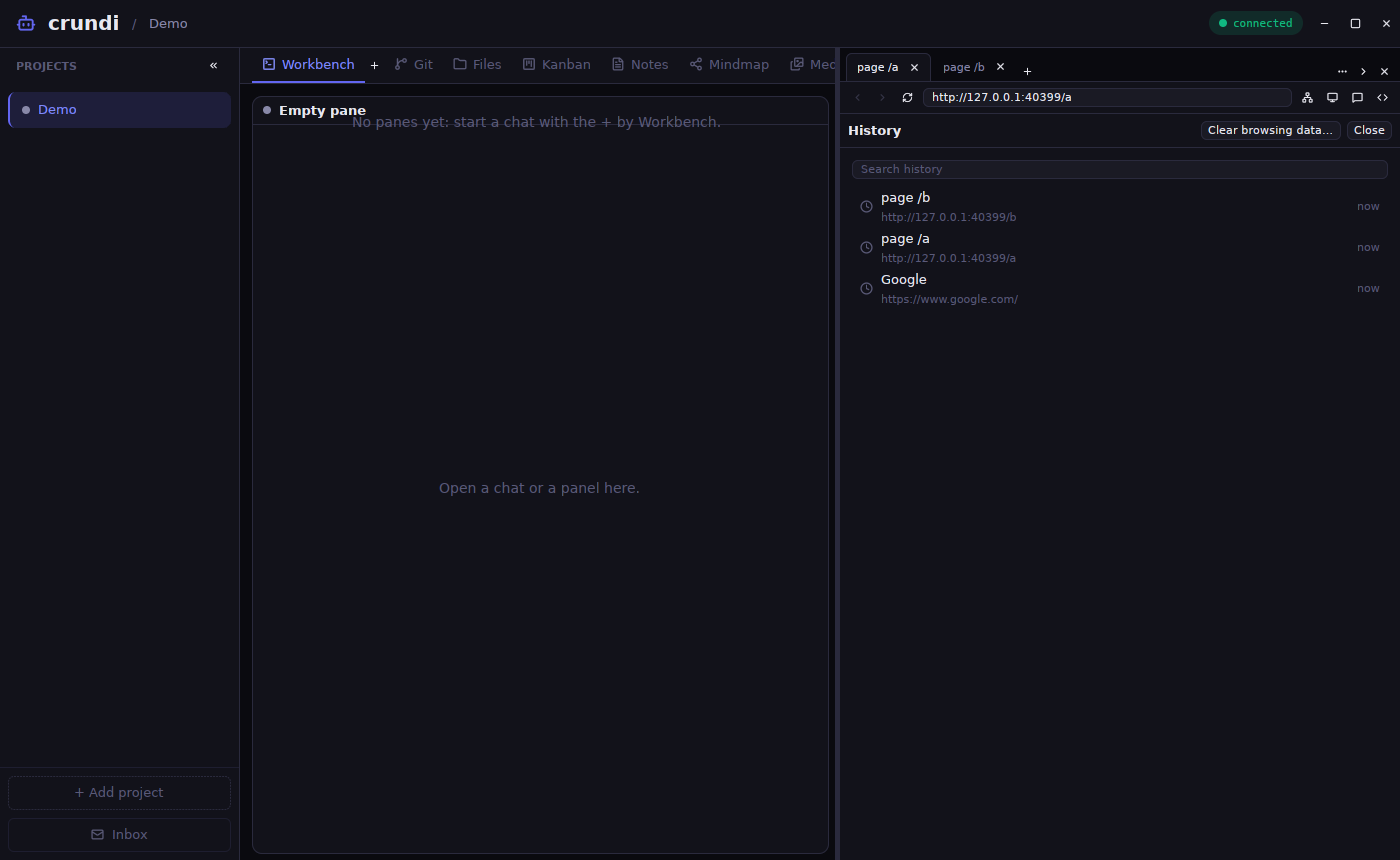 crundi / Demo
connected
PROJECTS «
Demo
+ Add project
Inbox
Workbench +
Git
Files
Kanban
Notes
Mindmap
Med
Empty pane
No panes yet: start a chat with the + by Workbench.
Open a chat or a panel here.
page /a
page /b
http://127.0.0.1:40399/a
History
Clear browsing data...
Close
Search history
page /b
http://127.0.0.1:40399/b
now
page /a
http://127.0.0.1:40399/a
now
Google
https://www.google.com/
now